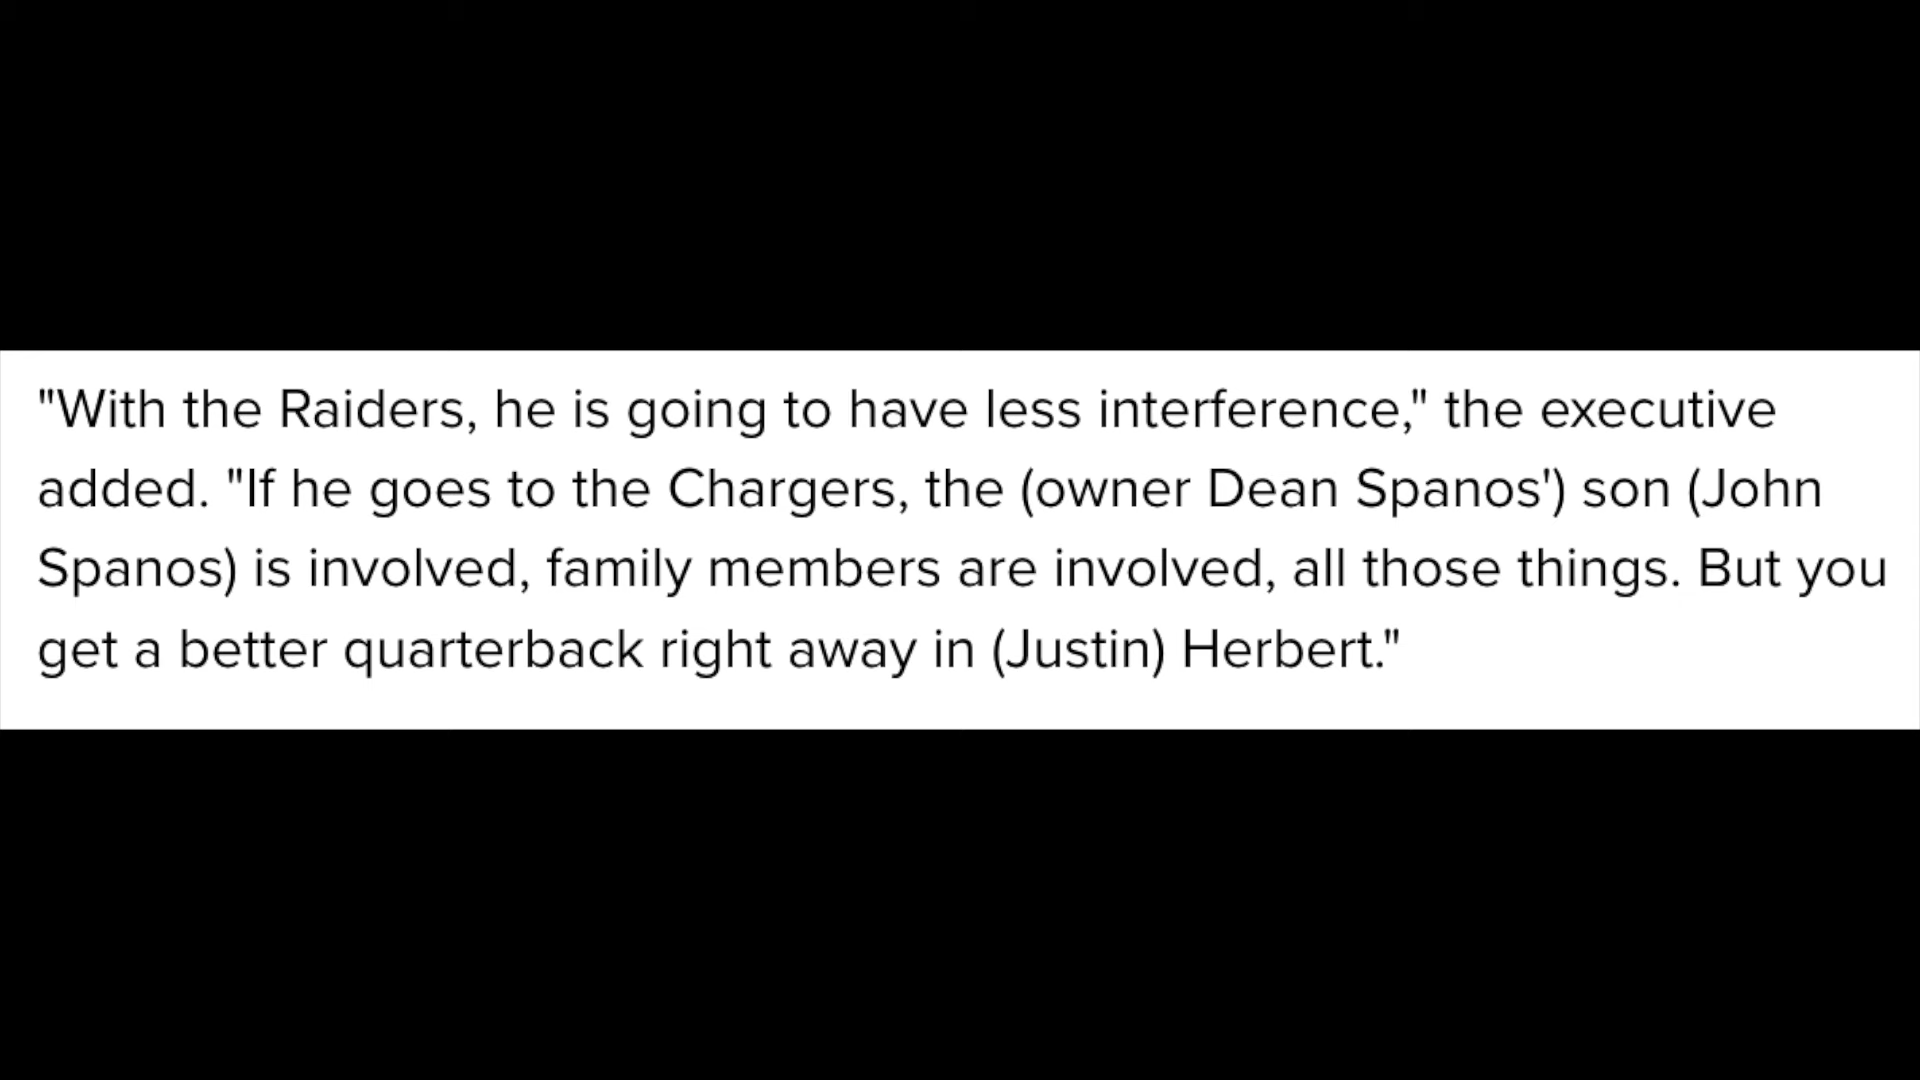 "With the Raiders, he is going to have less interference," the executive
added. "If he goes to the Chargers, the (owner Dean Spanos') son (John
Spanos) is involved, family members are involved, all those things. But you
get a better quarterback right away in (Justin) Herbert."